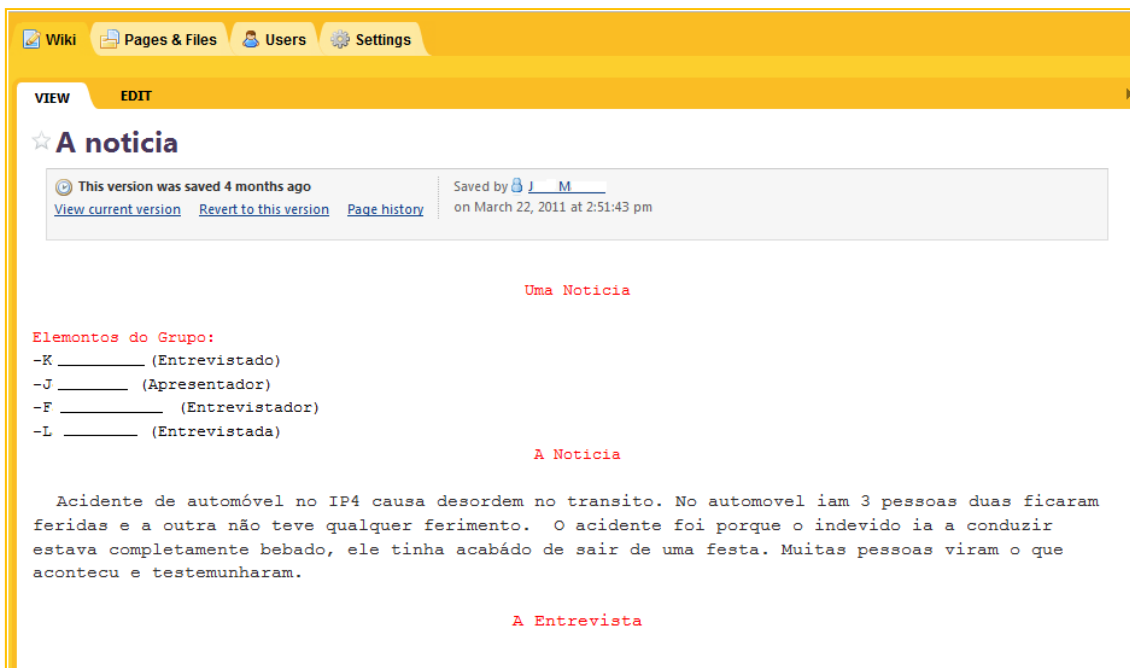 Wiki Pages & Files Users Settings
VIEW EDIT
A noticia
This version was saved 4 months ago
View current version Revert to this version Page history
Saved by J M
on March 22, 2011 at 2:51:43 pm
Uma Noticia
Elemontos do Grupo:
-K (Entrevistado)
-J (Apresentador)
-F (Entrevistador)
-L (Entrevistada)
A Noticia
Acidente de automóvel no IP4 causa desordem no transito. No automovel iam 3 pessoas duas ficaram
feridas e a outra não teve qualquer ferimento. O acidente foi porque o indevido ia a conduzir
estava completamente bebado, ele tinha acabádo de sair de uma festa. Muitas pessoas viram o que
acontecu e testemunharam.
A Entrevista